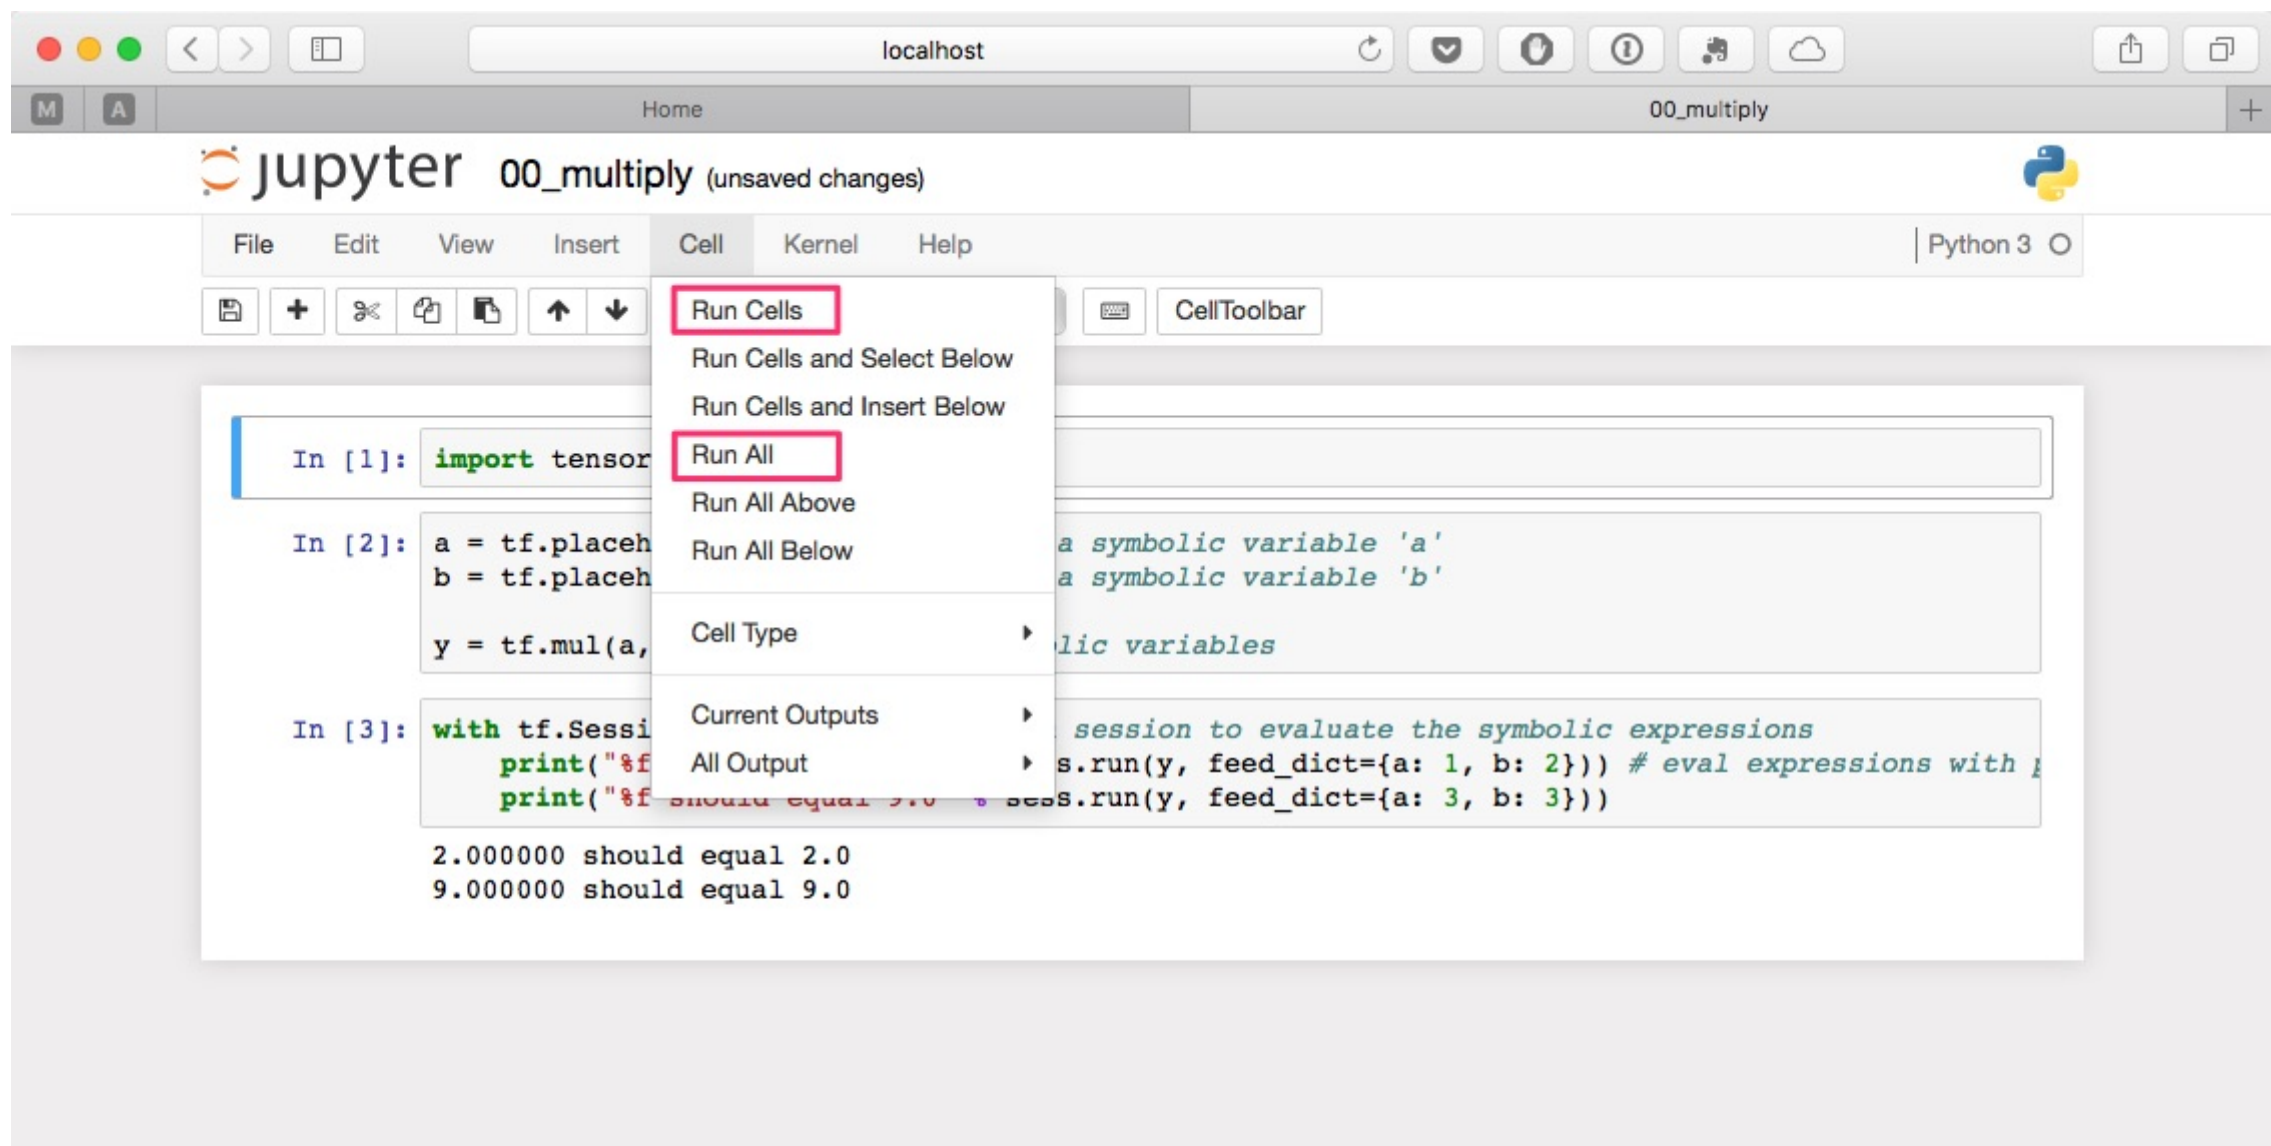 localhost
M A Home 00_multiply
jupyter 00_multiply (unsaved changes)
File Edit View Insert Cell Kernel Help Python 3
CellToolbar
Run Cells
Run Cells and Select Below
Run Cells and Insert Below
Run All
Run All Above
Run All Below
Cell Type
Current Outputs
All Output
In [1]: import tensor
In [2]: a = tf.placeh a symbolic variable 'a'
b = tf.placeh a symbolic variable 'b'
y = tf.mul(a, lic variables
In [3]: with tf.Sessi session to evaluate the symbolic expressions
print("%f s.run(y, feed_dict={a: 1, b: 2})) # eval expressions with
print("%f should equal 9.0" % sess.run(y, feed_dict={a: 3, b: 3}))
2.000000 should equal 2.0
9.000000 should equal 9.0